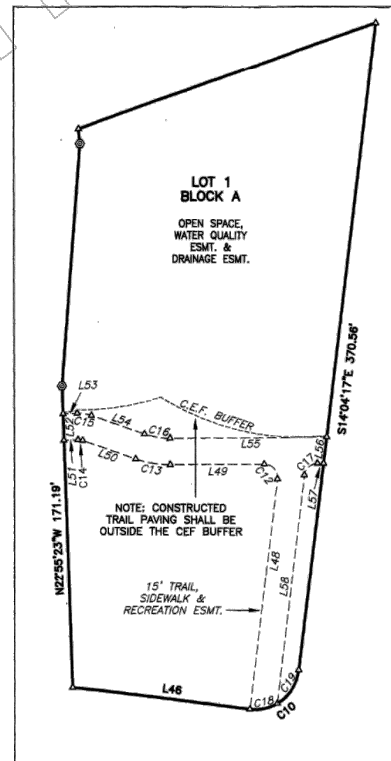 LOT 1
BLOCK A
OPEN SPACE,
WATER QUALITY
ESMT. &
DRAINAGE ESMT.
S14°04'17"E 370.56'
L53
C.E.F. BUFFER
C15
L54
C16
L52
L55
L56
L51
C14
L50
C13
L49
C12
C17
L57
N22°55'23"W 171.19'
NOTE: CONSTRUCTED
TRAIL PAVING SHALL BE
OUTSIDE THE CEF BUFFER
L48
L58
15' TRAIL,
SIDEWALK &
RECREATION ESMT.
L46
C18
C19
C10